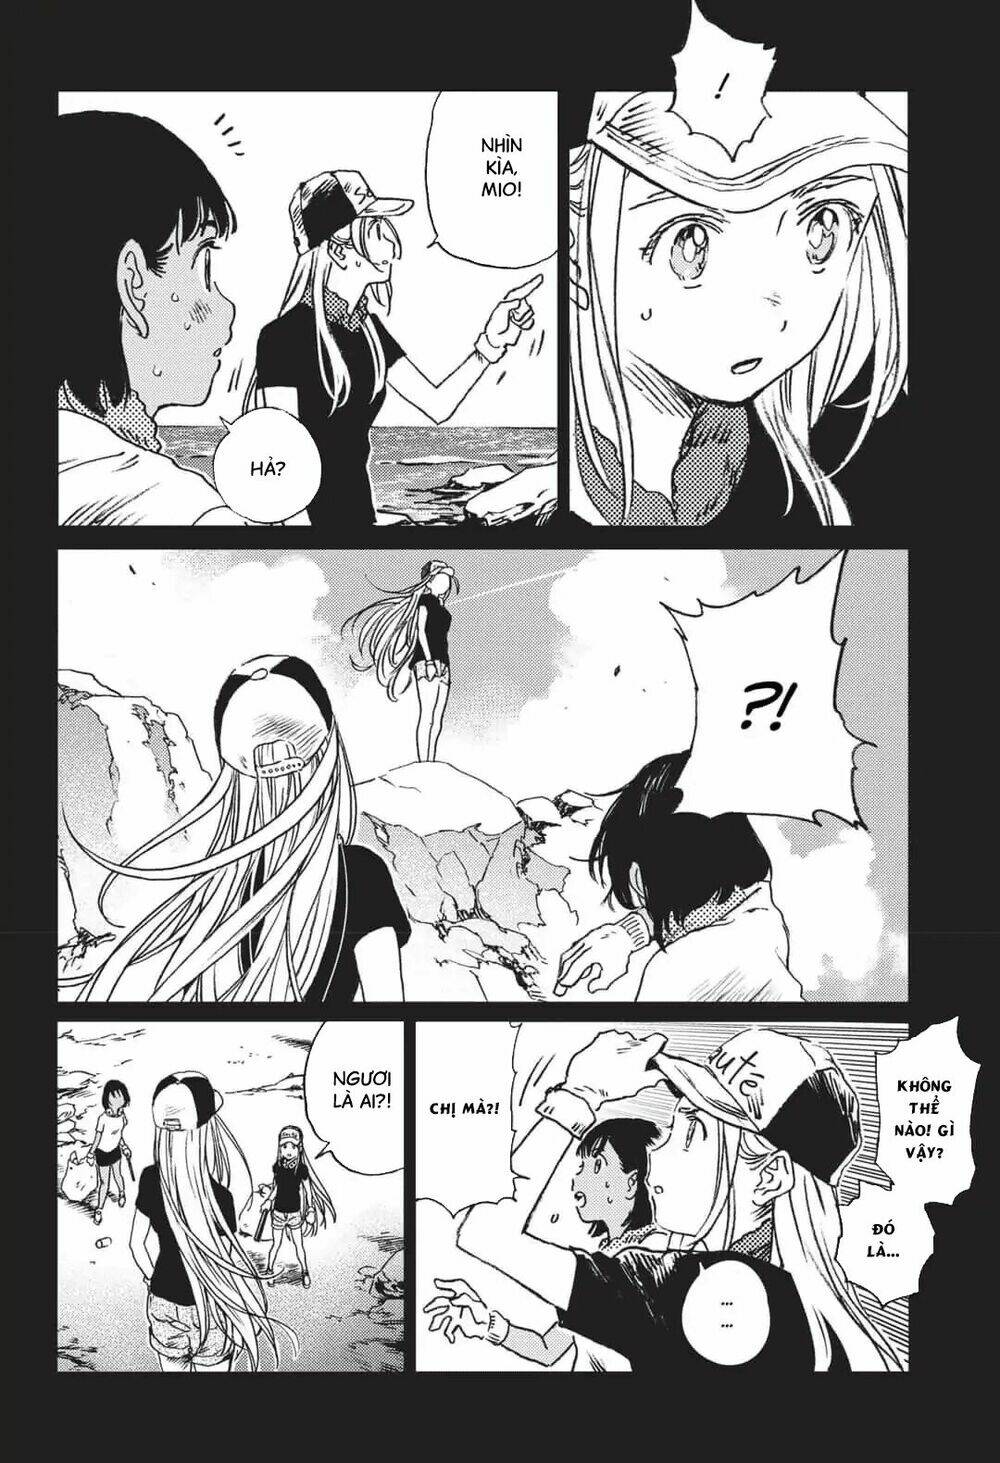 !
NHÌN
KÌA,
MIO!
HẢ?
?!
KHÔNG
THỂ
NÀO! GÌ
VẬY?
ĐÓ
LÀ...
CHỊ MÀ?!
...
...
NGƯƠI
LÀ AI?!